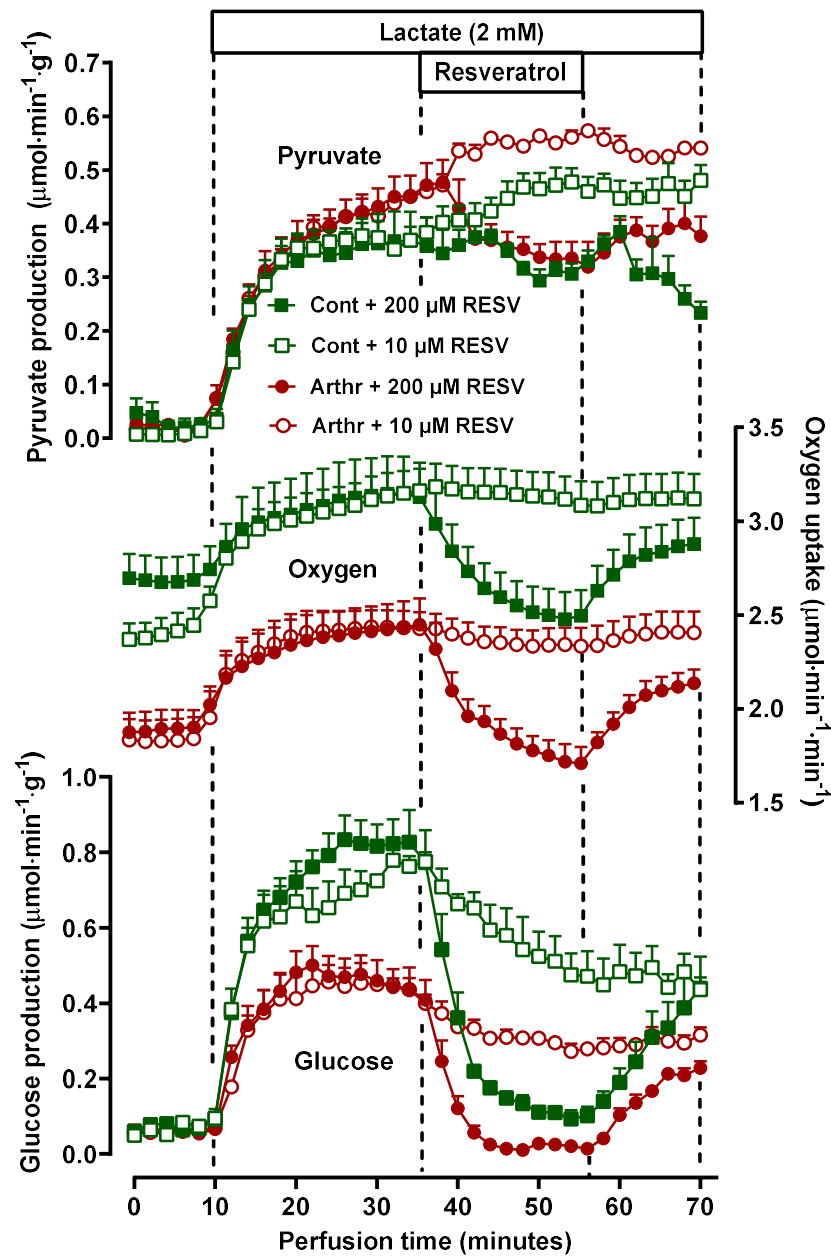 Lactate (2 mM)
Resveratrol
Pyruvate production (μmol·min⁻¹·g⁻¹)
0.7
0.6
0.5
0.4
0.3
0.2
0.1
0.0
Pyruvate
Cont + 200 μM RESV
Cont + 10 μM RESV
Arthr + 200 μM RESV
Arthr + 10 μM RESV
Oxygen
Oxygen uptake (μmol·min⁻¹·min⁻¹)
3.5
3.0
2.5
2.0
1.5
Glucose production (μmol·min⁻¹·g⁻¹)
1.0
0.8
0.6
0.4
0.2
0.0
Glucose
0 10 20 30 40 50 60 70
Perfusion time (minutes)